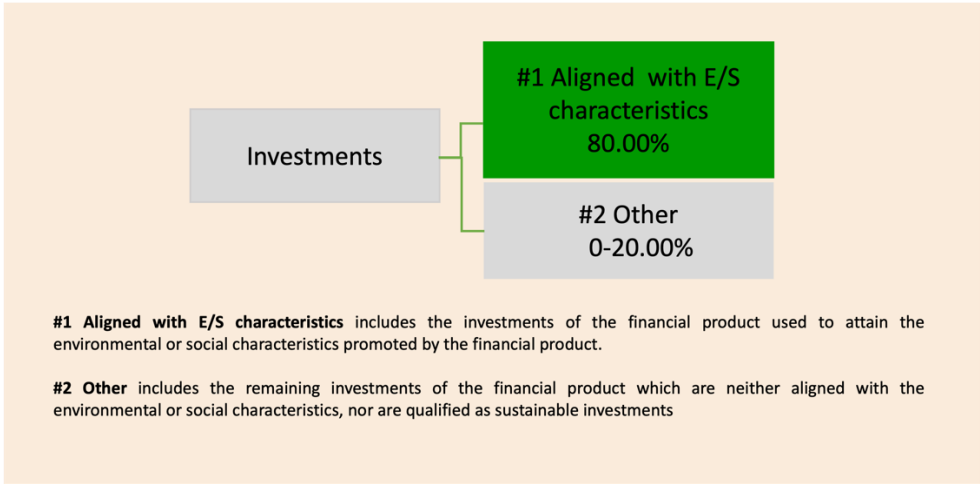 #1 Aligned with E/S
characteristics
80.00%
Investments
#2 Other
0-20.00%
#1 Aligned with E/S characteristics includes the investments of the financial product used to attain the
environmental or social characteristics promoted by the financial product.
#2 Other includes the remaining investments of the financial product which are neither aligned with the
environmental or social characteristics, nor are qualified as sustainable investments